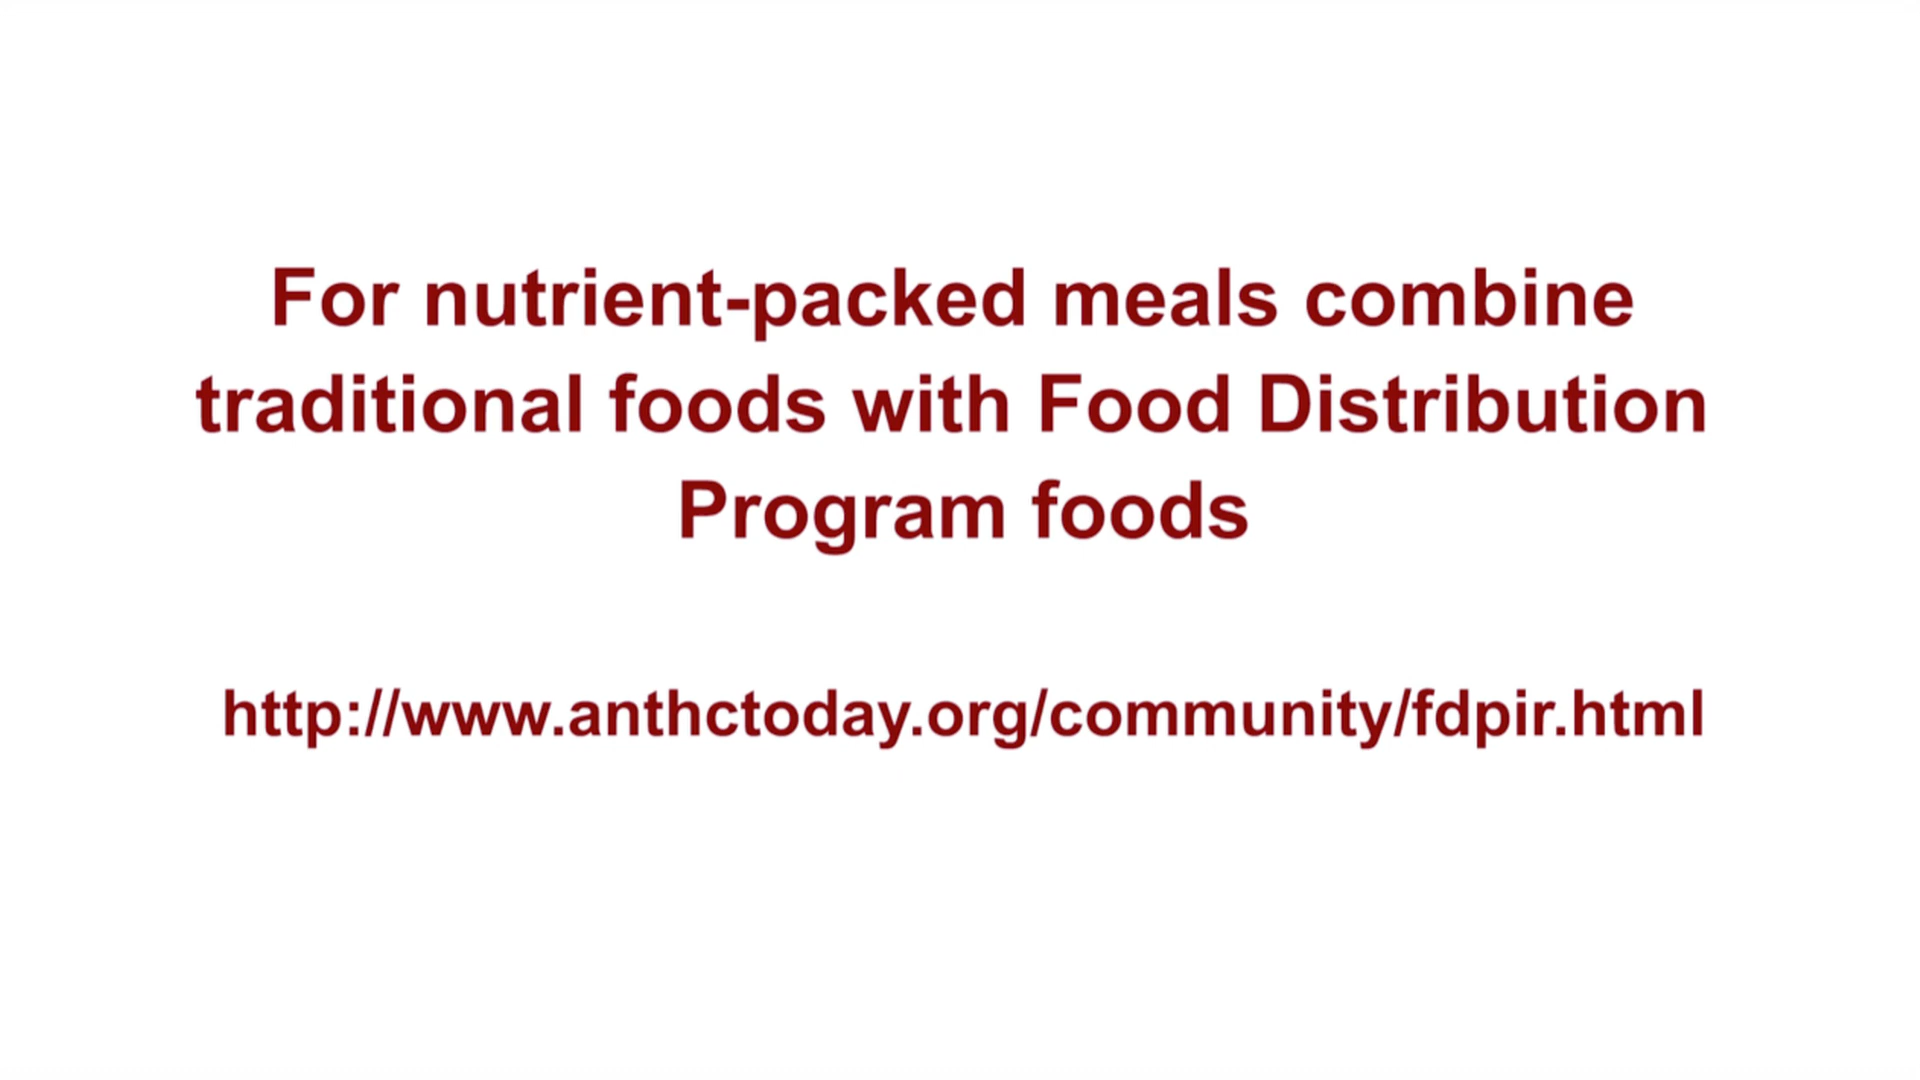 For nutrient-packed meals combine
traditional foods with Food Distribution
Program foods
http://www.anthctoday.org/community/fdpir.html